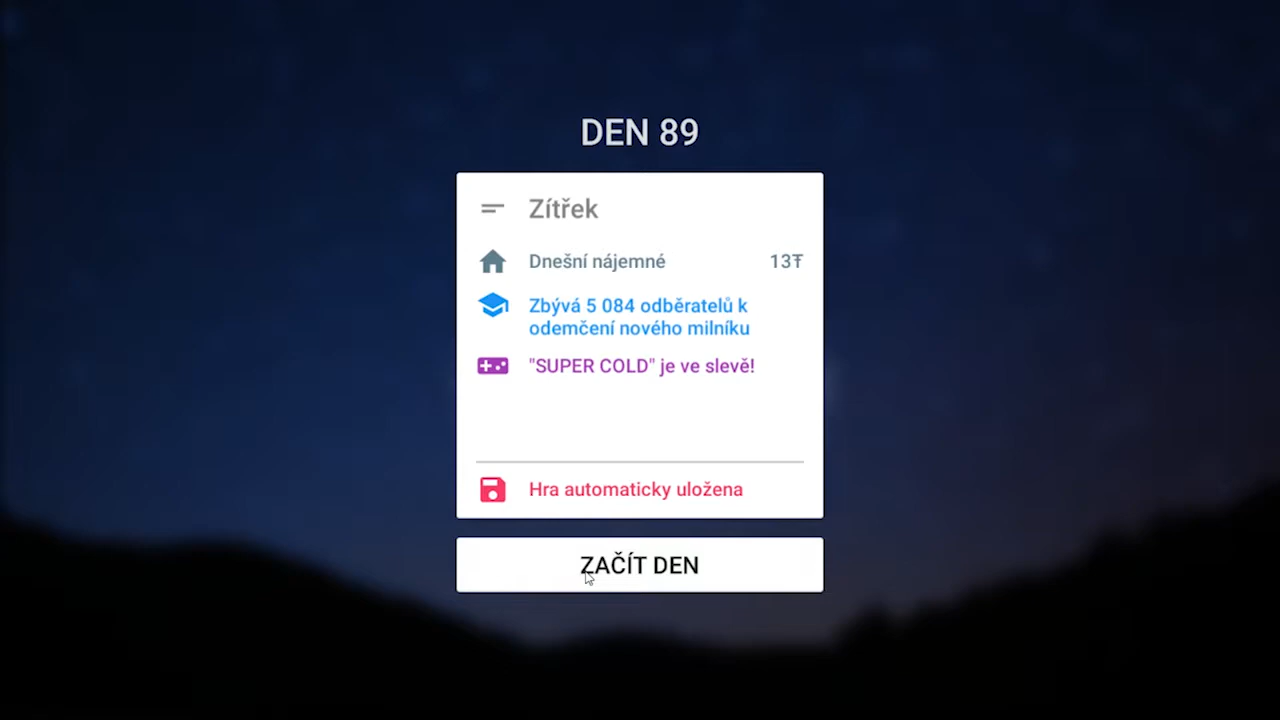 DEN 89
Zítřek
Dnešní nájemné 13Ŧ
Zbývá 5 084 odběratelů k
odemčení nového milníku
"SUPER COLD" je ve slevě!
Hra automaticky uložena
ZAČÍT DEN